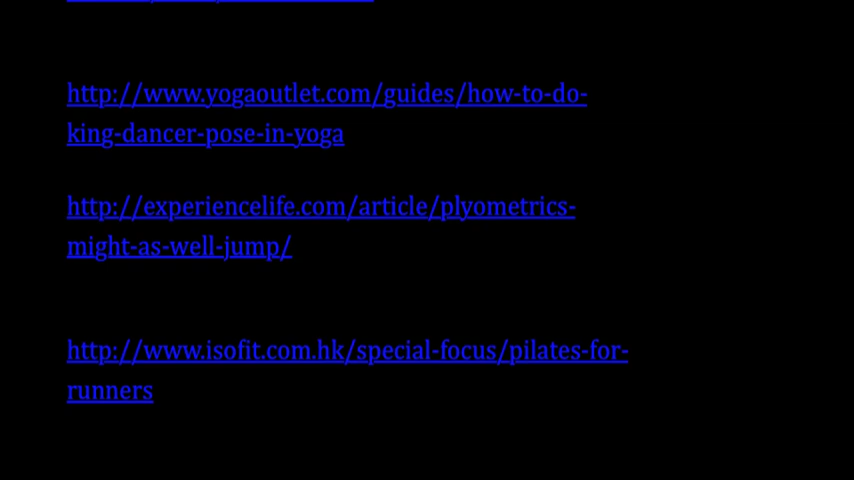 http://www.yogaoutlet.com/guides/how-to-do-
king-dancer-pose-in-yoga
http://experiencelife.com/article/plyometrics-
might-as-well-jump/
http://www.isofit.com.hk/special-focus/pilates-for-
runners